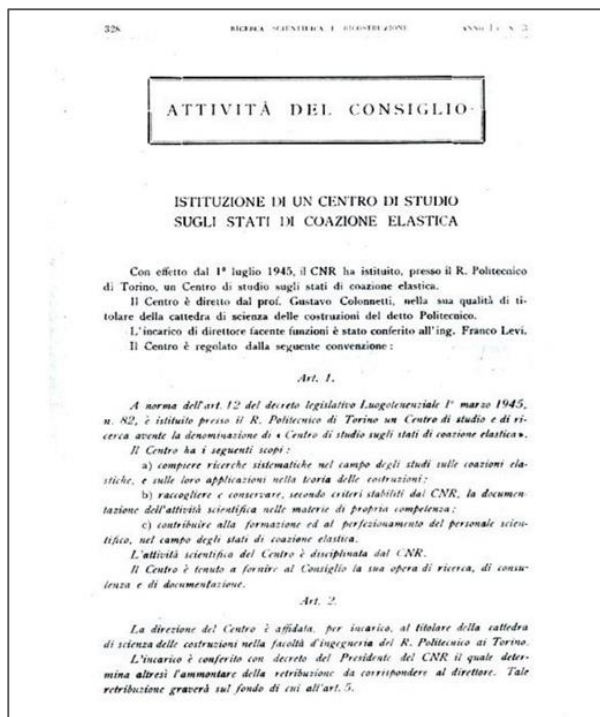 328 RICERCA SCIENTIFICA E RICOSTRUZIONE ANNO 1° N. 3
ATTIVITÀ DEL CONSIGLIO
ISTITUZIONE DI UN CENTRO DI STUDIO
SUGLI STATI DI COAZIONE ELASTICA
Con effetto dal 1° luglio 1945, il CNR ha istituito, presso il R. Politecnico
di Torino, un Centro di studio sugli stati di coazione elastica.
Il Centro è diretto dal prof. Gustavo Colonnetti, nella sua qualità di ti-
tolare della cattedra di scienza delle costruzioni del detto Politecnico.
L'incarico di direttore facente funzioni è stato conferito all'ing. Franco Levi.
Il Centro è regolato dalla seguente convenzione :
Art. 1.
A norma dell'art. 12 del decreto legislativo Luogotenenziale 1° marzo 1945,
n. 82, è istituito presso il R. Politecnico di Torino un Centro di studio e di ri-
cerca avente la denominazione di « Centro di studio sugli stati di coazione elastica».
Il Centro ha i seguenti scopi :
a) compiere ricerche sistematiche nel campo degli studi sulle coazioni ela-
stiche, e sulle loro applicazioni nella teoria delle costruzioni;
b) raccogliere e conservare, secondo criteri stabiliti dal CNR, la documen-
tazione dell'attività scientifica nelle materie di propria competenza;
c) contribuire alla formazione ed al perfezionamento del personale scien-
tifico, nel campo degli stati di coazione elastica.
L'attività scientifica del Centro è disciplinata dal CNR.
Il Centro è tenuto a fornire al Consiglio la sua opera di ricerca, di consu-
lenza e di documentazione.
Art. 2.
La direzione del Centro è affidata, per incarico, al titolare della cattedra
di scienza delle costruzioni nella facoltà d'ingegneria del R. Politecnico di Torino.
L'incarico è conferito con decreto del Presidente del CNR il quale deter-
mina altresì l'ammontare della retribuzione da corrispondere al direttore. Tale
retribuzione graverà sul fondo di cui all'art. 5.